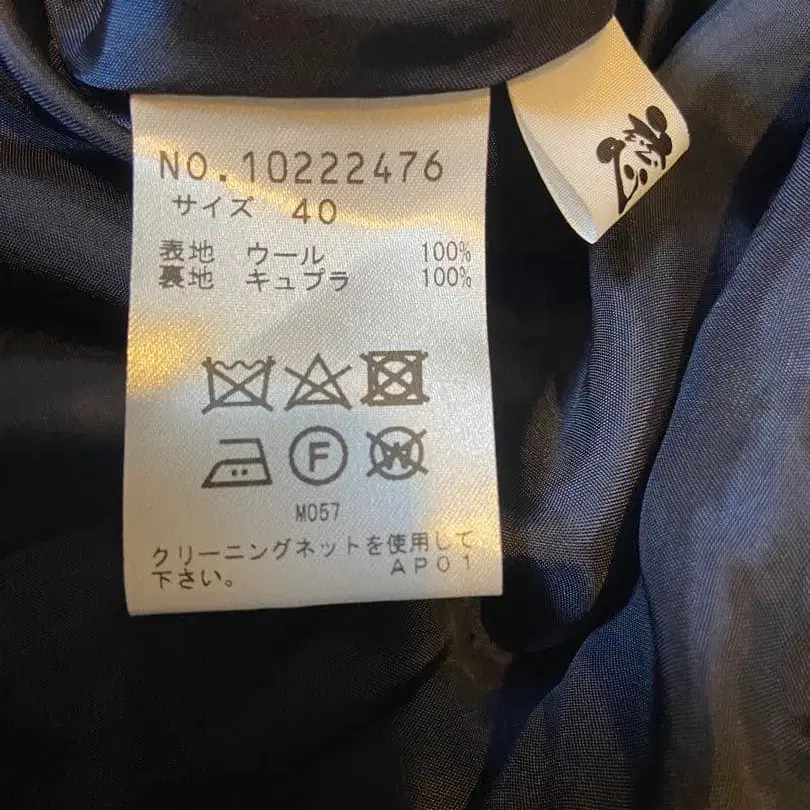 NO.10222476
サイズ 40
表地 ウール 100%
裏地 キュプラ 100%
F
W
M057
クリーニングネットを使用して
下さい。 AP01